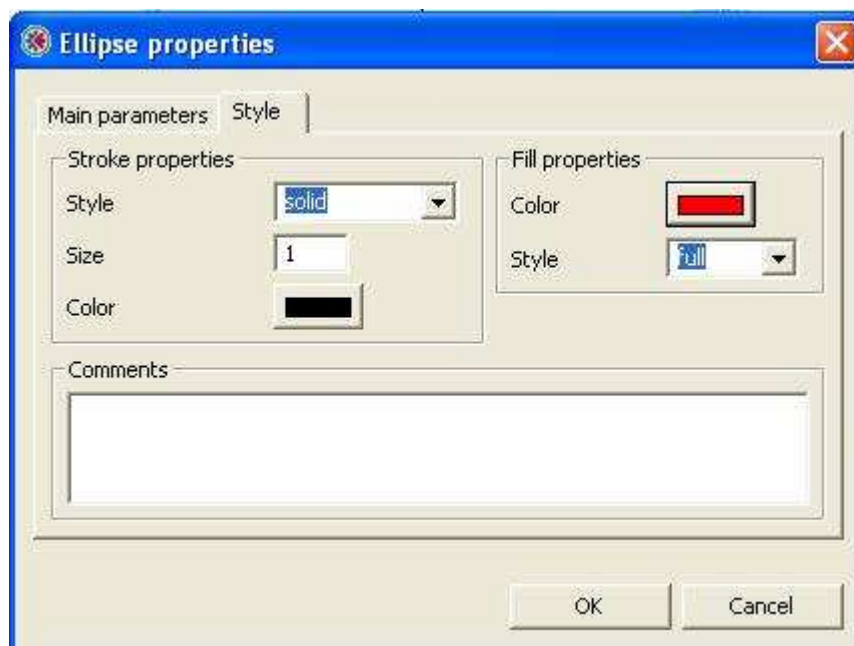 Ellipse properties
Main parameters Style
Stroke properties
Style solid
Size 1
Color
Fill properties
Color
Style full
Comments
OK Cancel